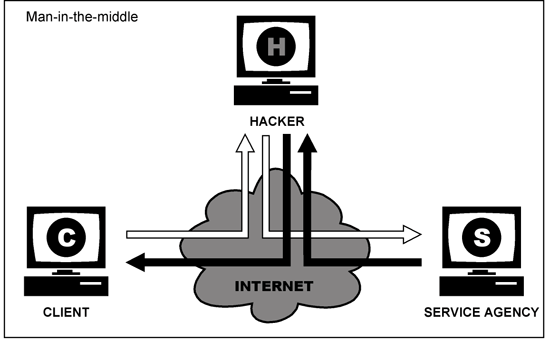 Man-in-the-middle
H
HACKER
C
S
INTERNET
CLIENT
SERVICE AGENCY